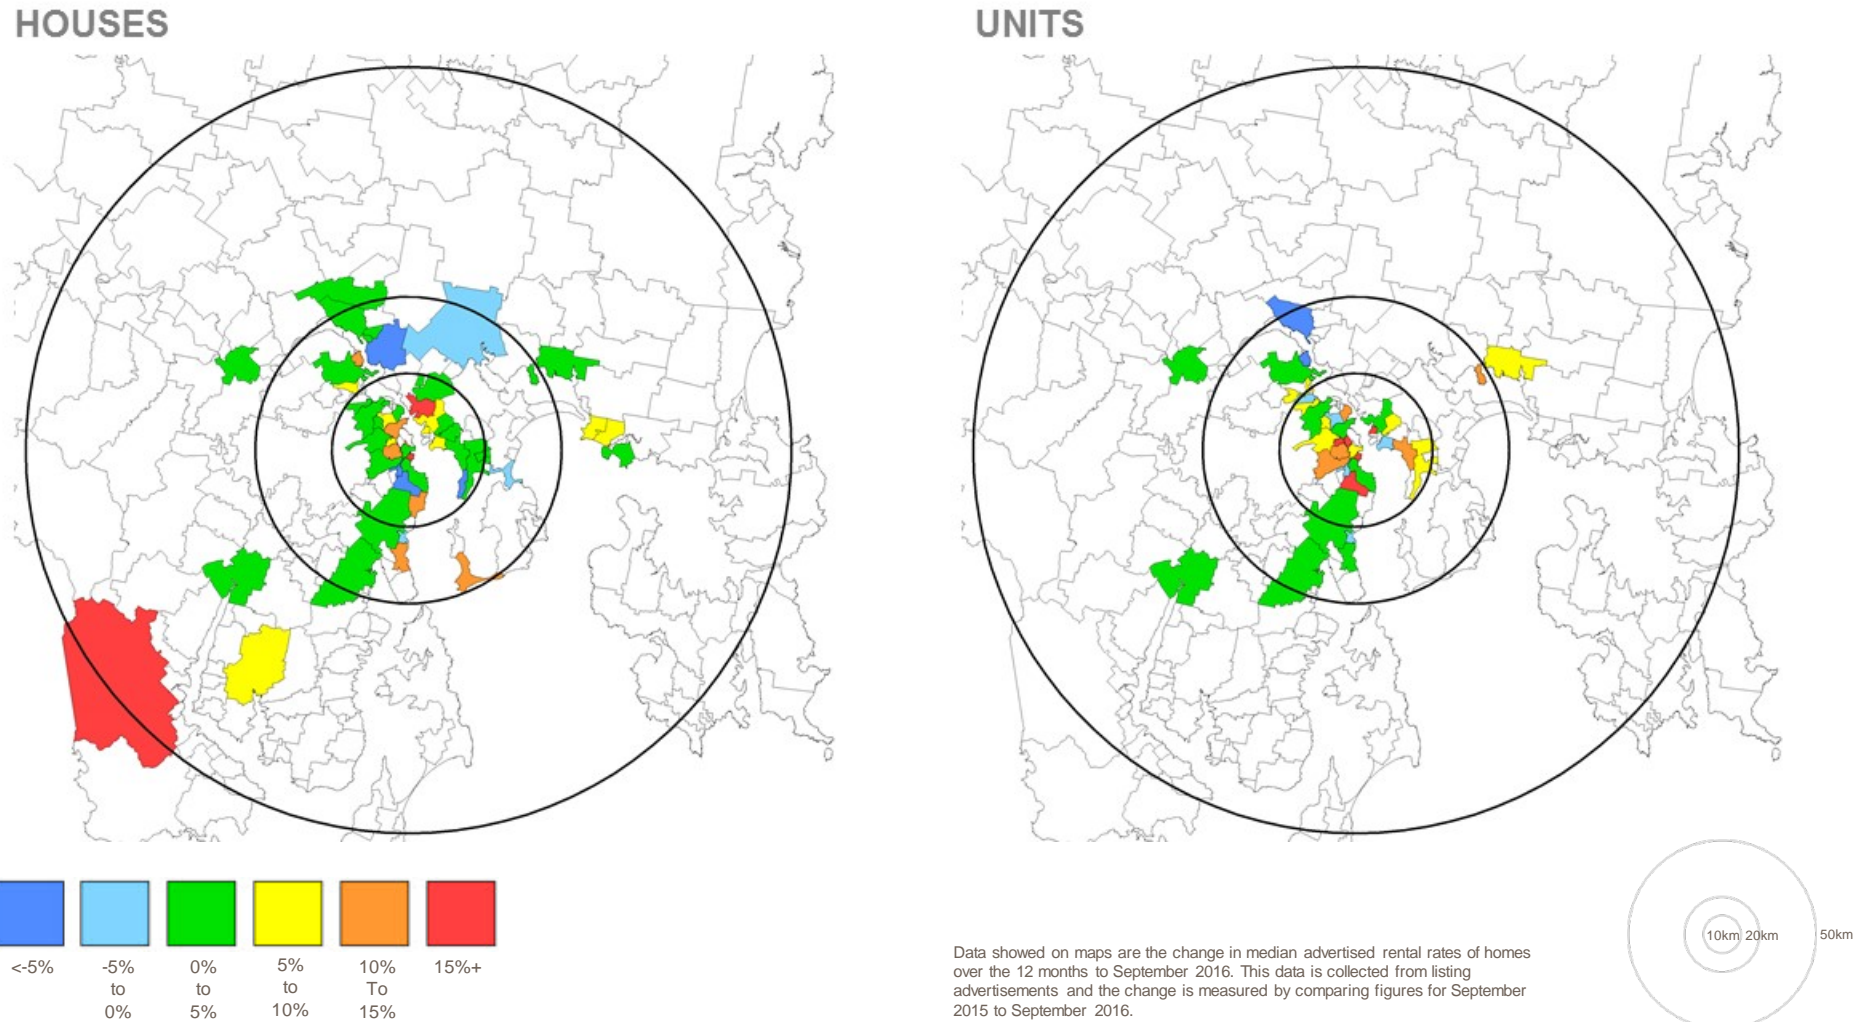 HOUSES
UNITS
<-5%
-5%
to
0%
0%
to
5%
5%
to
10%
10%
To
15%
15%+
Data showed on maps are the change in median advertised rental rates of homes
over the 12 months to September 2016. This data is collected from listing
advertisements and the change is measured by comparing figures for September
2015 to September 2016.
10km 20km 50km